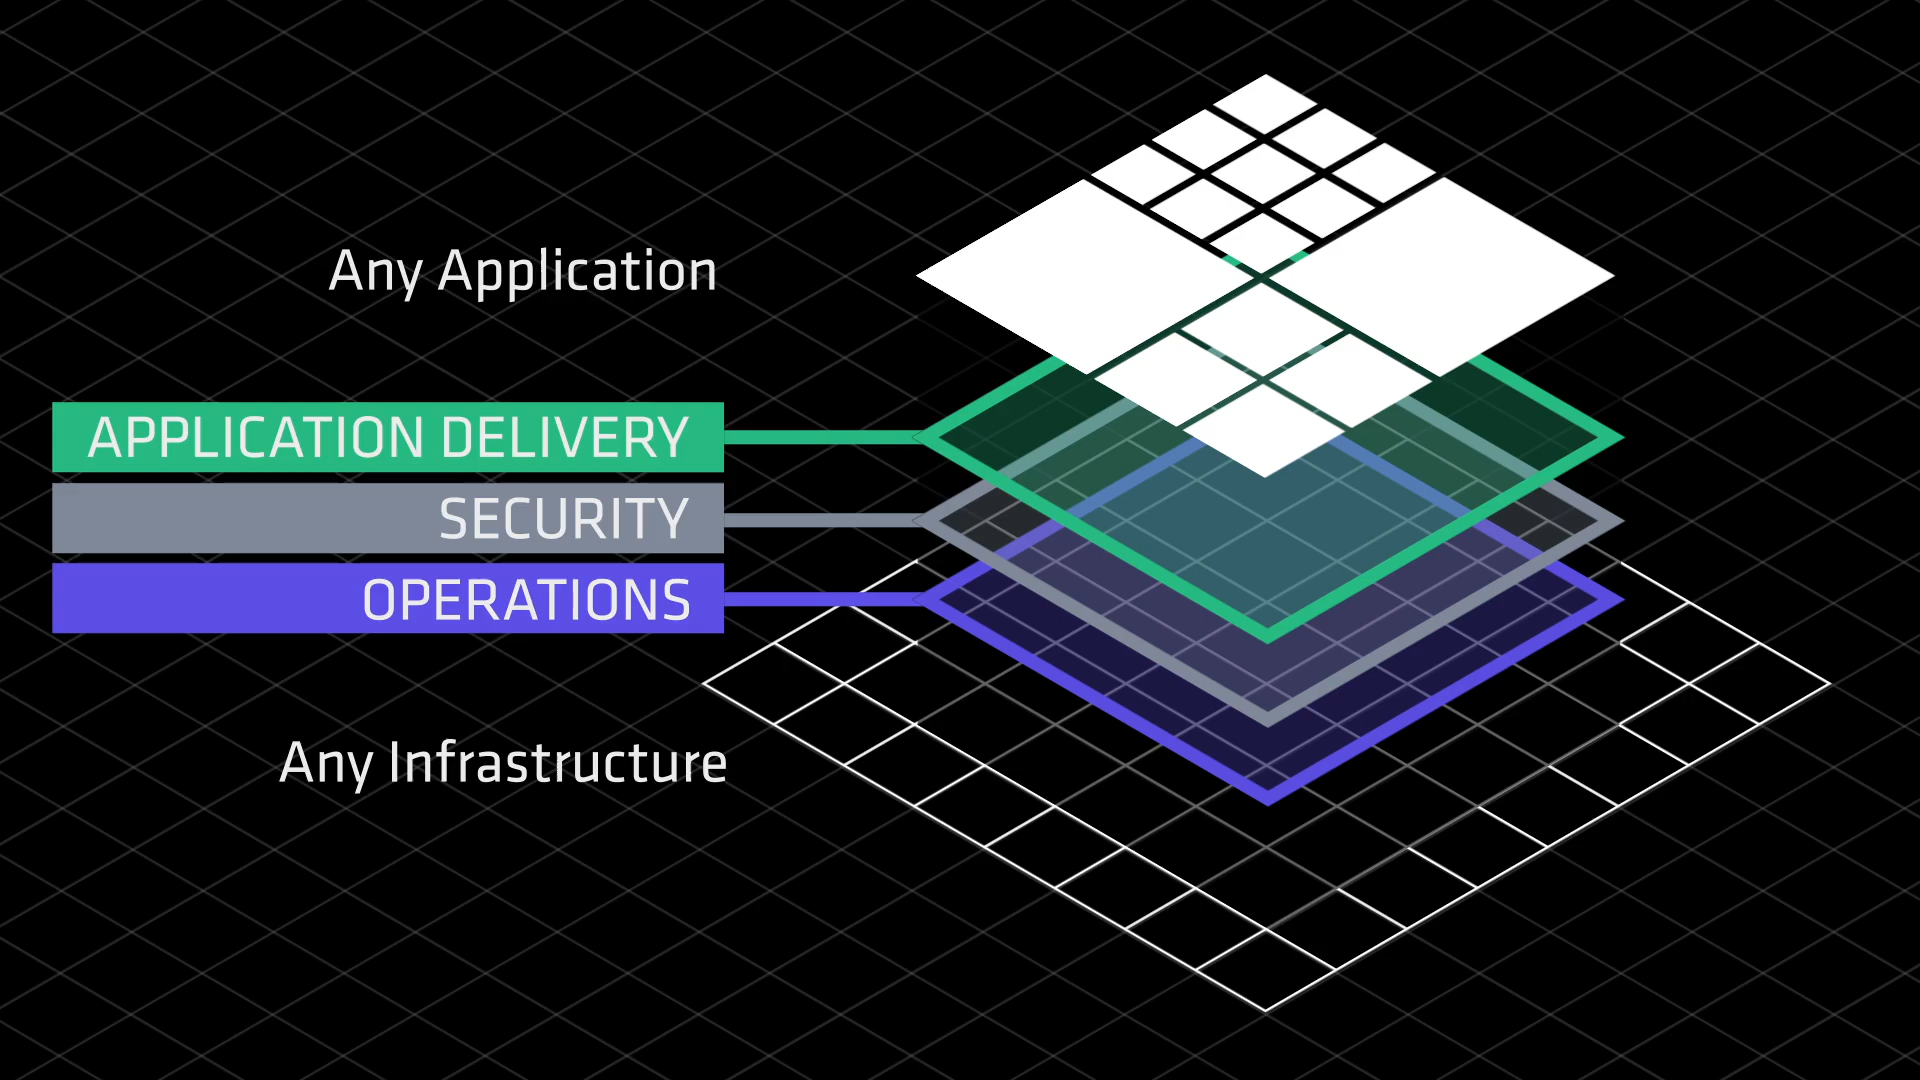 Any Application
APPLICATION DELIVERY
SECURITY
OPERATIONS
Any Infrastructure